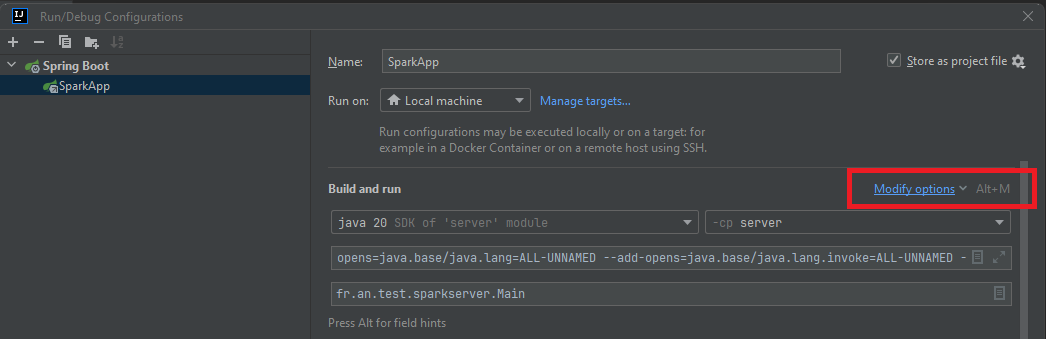 IJ
Run/Debug Configurations
Spring Boot
SparkApp
Name:
SparkApp
Store as project file
Run on:
Local machine
Manage targets...
Run configurations may be executed locally or on a target: for
example in a Docker Container or on a remote host using SSH.
Build and run
Modify options
Alt+M
java 20 SDK of 'server' module
-cp server
opens=java.base/java.lang=ALL-UNNAMED --add-opens=java.base/java.lang.invoke=ALL-UNNAMED -
fr.an.test.sparkserver.Main
Press Alt for field hints